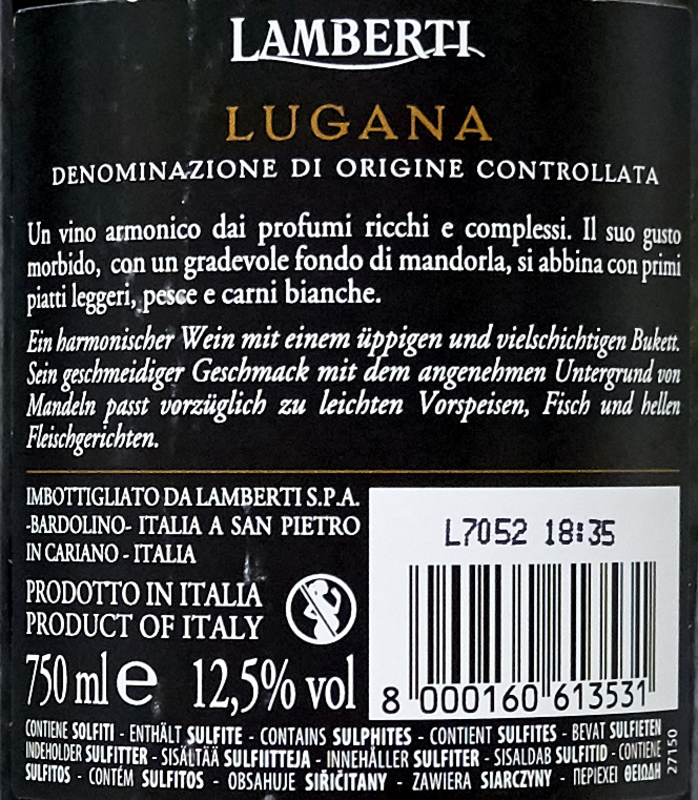 LAMBERTI
LUGANA
DENOMINAZIONE DI ORIGINE CONTROLLATA
Un vino armonico dai profumi ricchi e complessi. Il suo gusto
morbido, con un gradevole fondo di mandorla, si abbina con primi
piatti leggeri, pesce e carni bianche.
Ein harmonischer Wein mit einem üppigen und vielschichtigen Bukett.
Sein geschmeidiger Geschmack mit dem angenehmen Untergrund von
Mandeln passt vorzüglich zu leichten Vorspeisen, Fisch und hellen
Fleischgerichten.
IMBOTTIGLIATO DA LAMBERTI S.P.A.
-BARDOLINO- ITALIA A SAN PIETRO
IN CARIANO - ITALIA
PRODOTTO IN ITALIA
PRODUCT OF ITALY
750 ml e 12,5% vol
L7052 18:35
8 000160 613531
CONTIENE SOLFITI - ENTHÄLT SULFITE - CONTAINS SULPHITES - CONTIENT SULFITES - BEVAT SULFIETEN
INDEHOLDER SULFITTER - SISÄLTÄÄ SULFIITTEJA - INNEHÅLLER SULFITER - SISALDAB SULFITID - CONTIENE
SULFITOS - CONTÉM SULFITOS - OBSAHUJE SIŘIČITANY - ZAWIERA SIARCZYNY - ΠΕΡΙΕΧΕΙ ΘΕΙΩΔΗ
27150